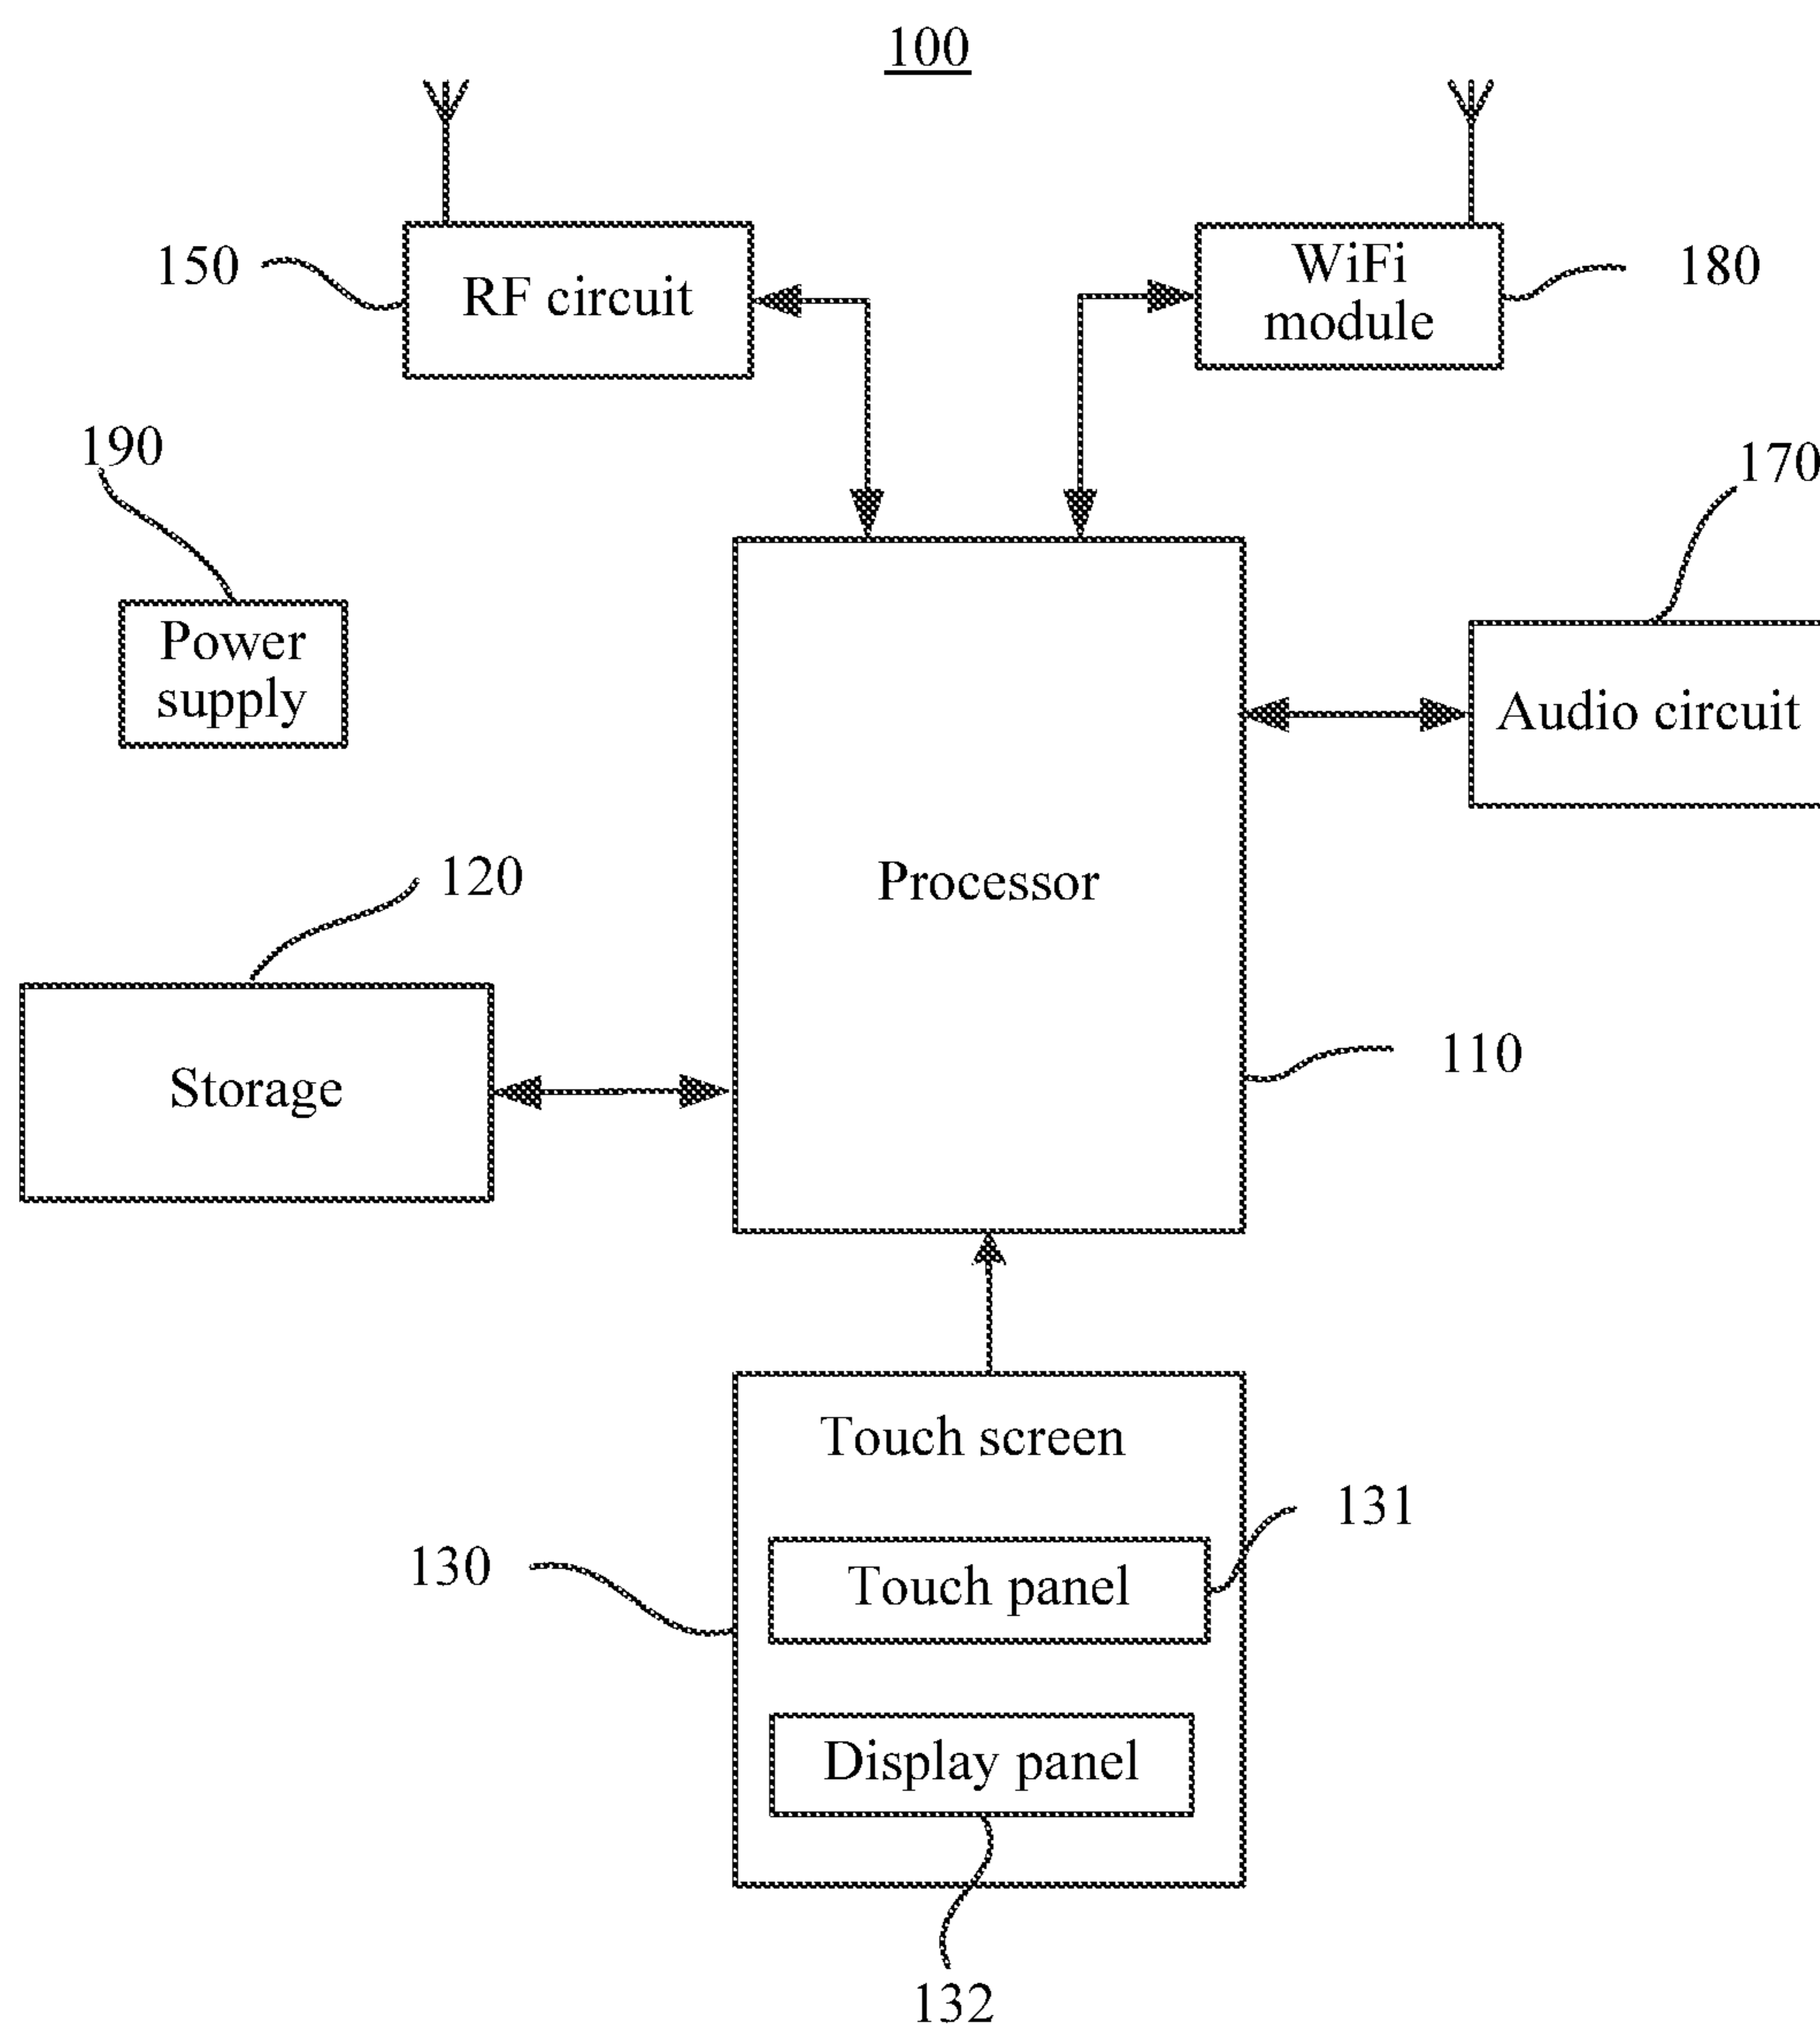 100
150
RF circuit
WiFi
module
180
190
170
Power
supply
Audio circuit
Processor
120
Storage
110
Touch screen
131
130
Touch panel
Display panel
132